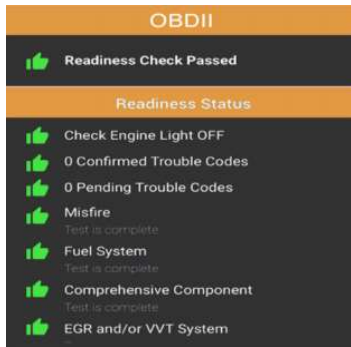 OBDII
Readiness Check Passed
Readiness Status
Check Engine Light OFF
0 Confirmed Trouble Codes
0 Pending Trouble Codes
Misfire
Test is complete
Fuel System
Test is complete
Comprehensive Component
Test is complete
EGR and/or VVT System